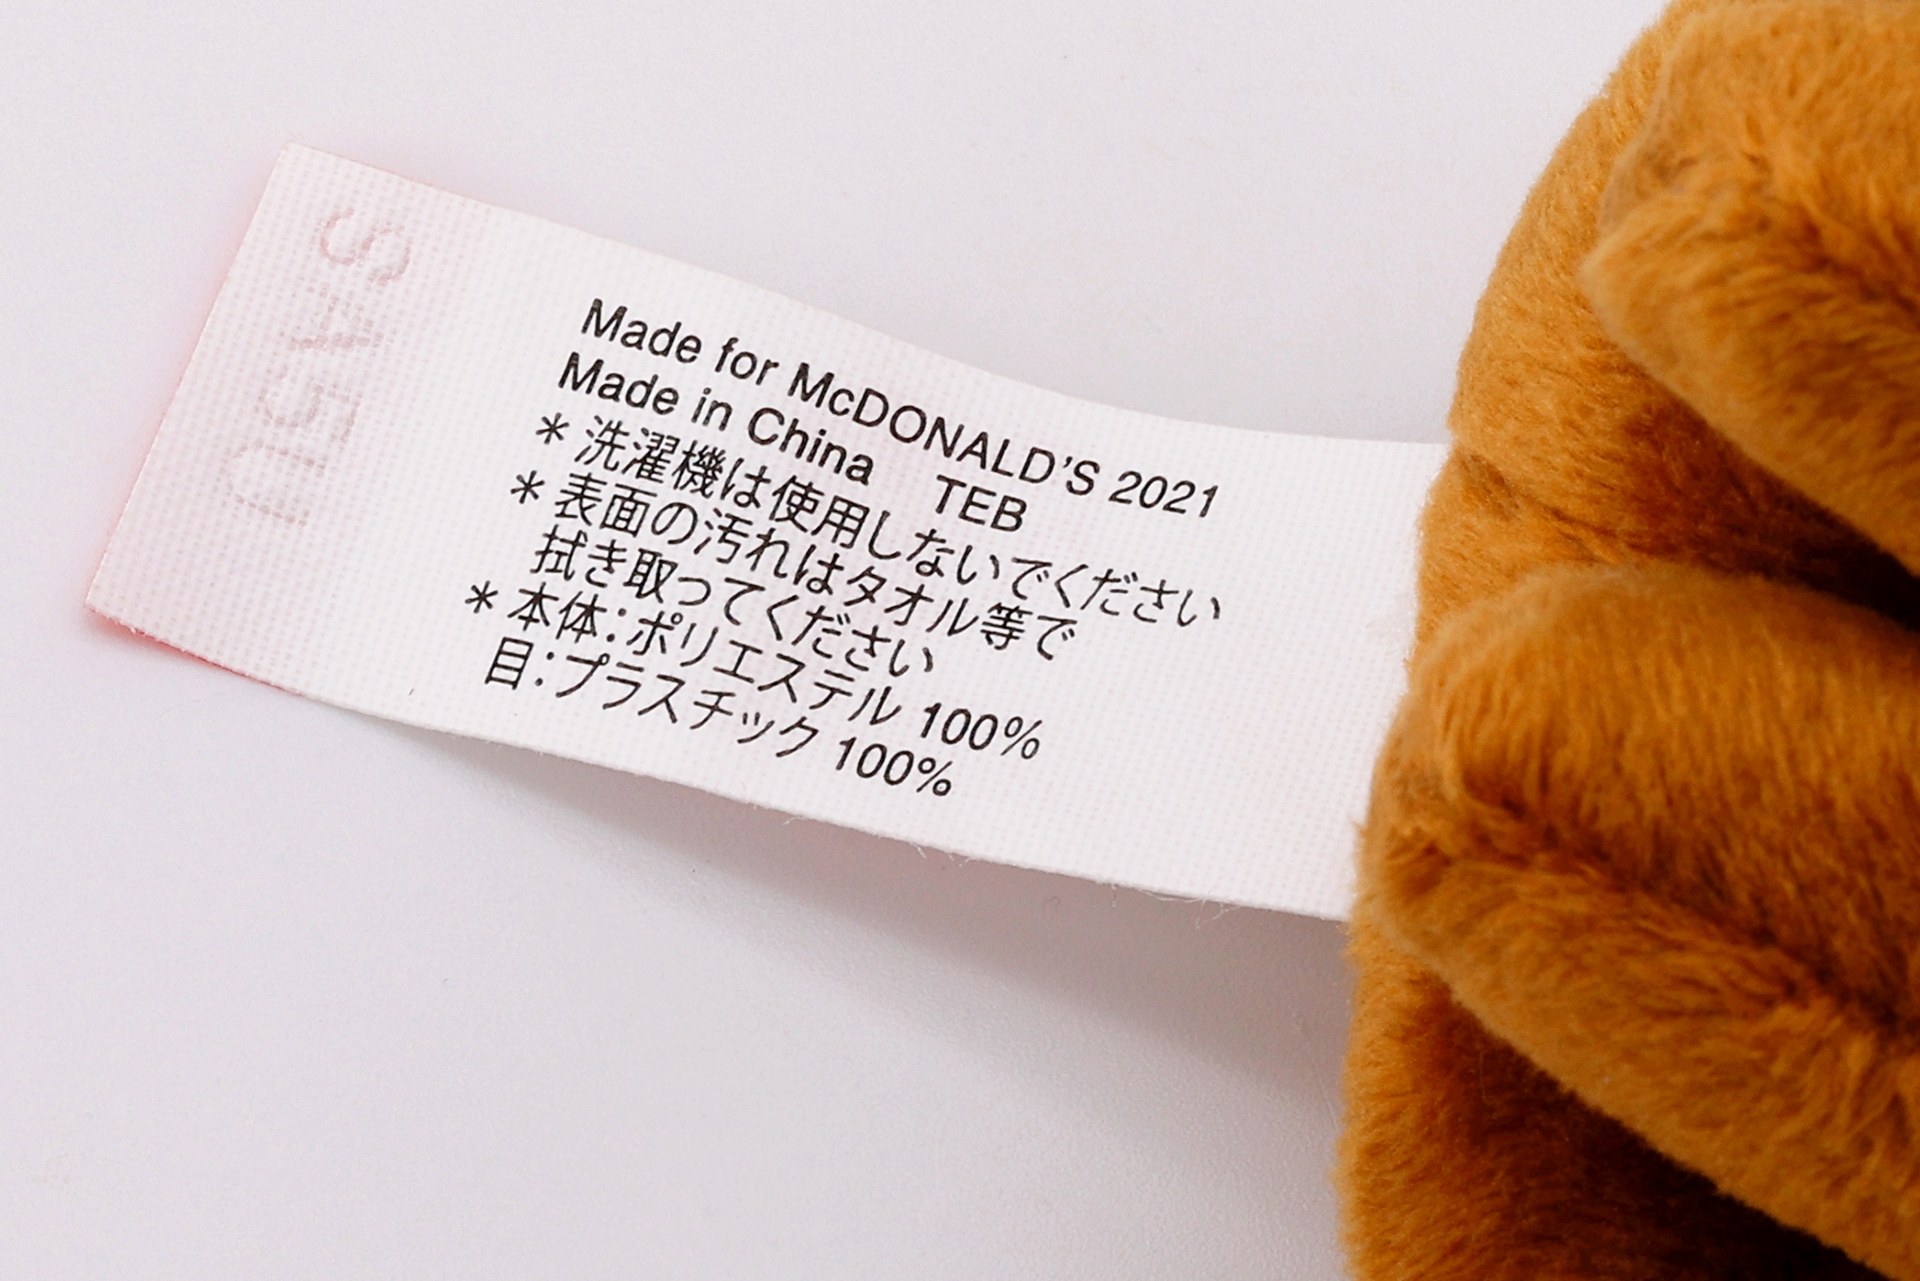 Made for McDONALD'S 2021
Made in China TEB
＊洗濯機は使用しないでください
＊表面の汚れはタオル等で
拭き取ってください
＊本体：ポリエステル 100%
目：プラスチック 100%